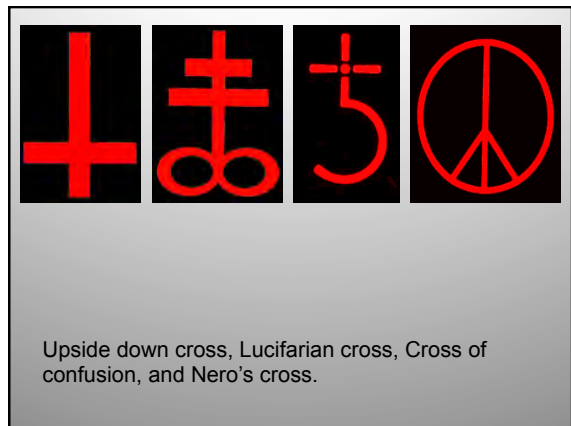 Upside down cross, Lucifarian cross, Cross of
confusion, and Nero’s cross.